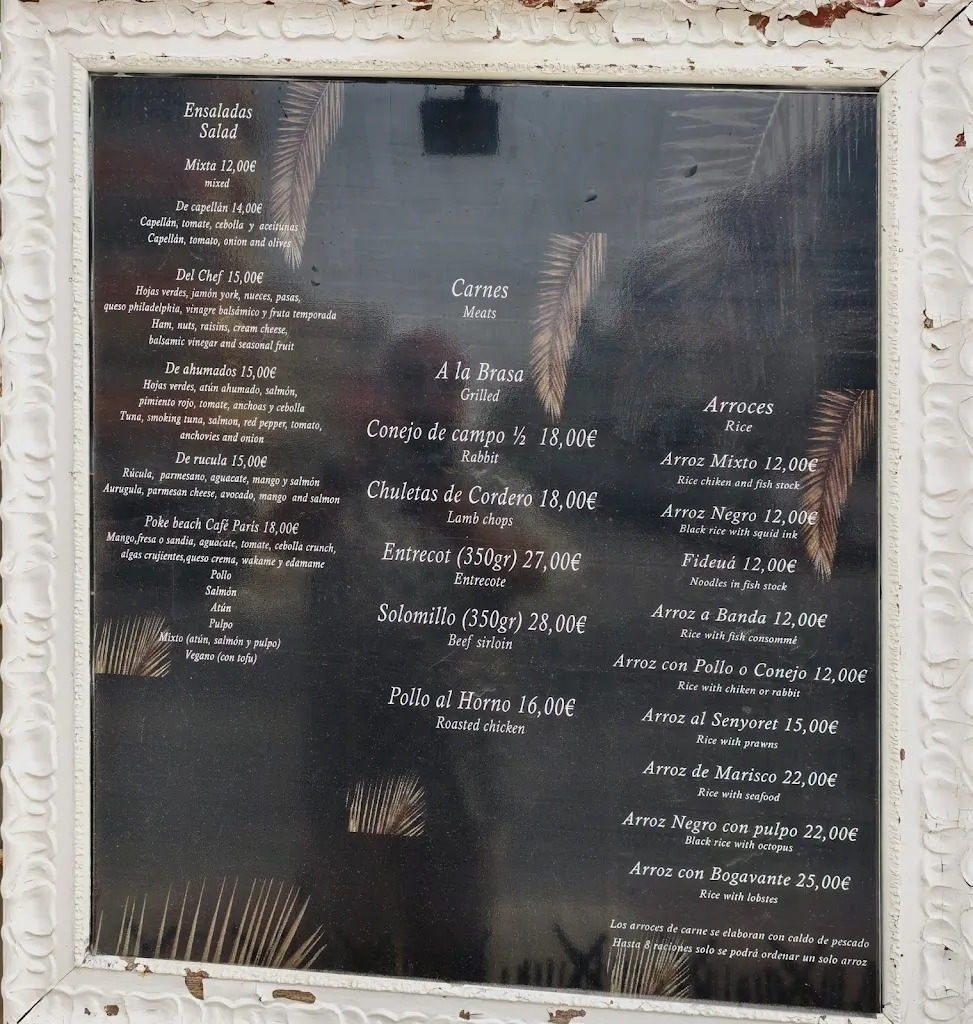 Ensaladas
Salad
Mixta 12,00€
mixed
De capellán 14,00€
Capellán, tomate, cebolla y aceitunas
Capellán, tomato, onion and olives
Del Chef 15,00€
Hojas verdes, jamón york, nueces, pasas,
queso philadelphia, vinagre balsámico y fruta temporada
Ham, nuts, raisins, cream cheese,
balsamic vinegar and seasonal fruit
De ahumados 15,00€
Hojas verdes, atún ahumado, salmón,
pimiento rojo, tomate, anchoas y cebolla
Tuna, smoking tuna, salmon, red pepper, tomato,
anchovies and onion
De rucula 15,00€
Rúcula, parmesano, aguacate, mango y salmón
Aurugula, parmesan cheese, avocado, mango and salmon
Poke beach Café Paris 18,00€
Mango,fresa o sandia, aguacate, tomate, cebolla crunch,
algas crujientes,queso crema, wakame y edamame
Pollo
Salmón
Atún
Pulpo
Mixto (atún, salmón y pulpo)
Vegano (con tofu)
Carnes
Meats
A la Brasa
Grilled
Conejo de campo ½ 18,00€
Rabbit
Chuletas de Cordero 18,00€
Lamb chops
Entrecot (350gr) 27,00€
Entrecote
Solomillo (350gr) 28,00€
Beef sirloin
Pollo al Horno 16,00€
Roasted chicken
Arroces
Rice
Arroz Mixto 12,00€
Rice chiken and fish stock
Arroz Negro 12,00€
Black rice with squid ink
Fideuá 12,00€
Noodles in fish stock
Arroz a Banda 12,00€
Rice with fish consommè
Arroz con Pollo o Conejo 12,00€
Rice with chiken or rabbit
Arroz al Senyoret 15,00€
Rice with prawns
Arroz de Marisco 22,00€
Rice with seafood
Arroz Negro con pulpo 22,00€
Black rice with octopus
Arroz con Bogavante 25,00€
Rice with lobstes
Los arroces de carne se elaboran con caldo de pescado
Hasta 8 raciones solo se podrá ordenar un solo arroz